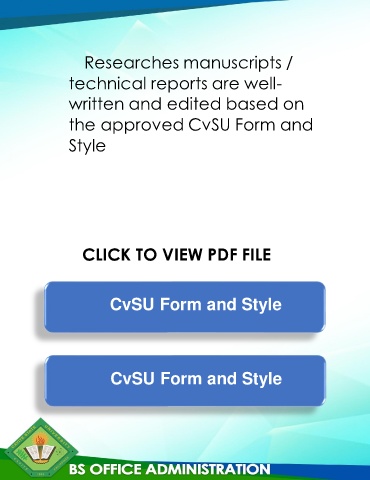 Researches manuscripts /
technical reports are well-
written and edited based on
the approved CvSU Form and
Style
CLICK TO VIEW PDF FILE
CvSU Form and Style
CvSU Form and Style
BS OFFICE ADMINISTRATION